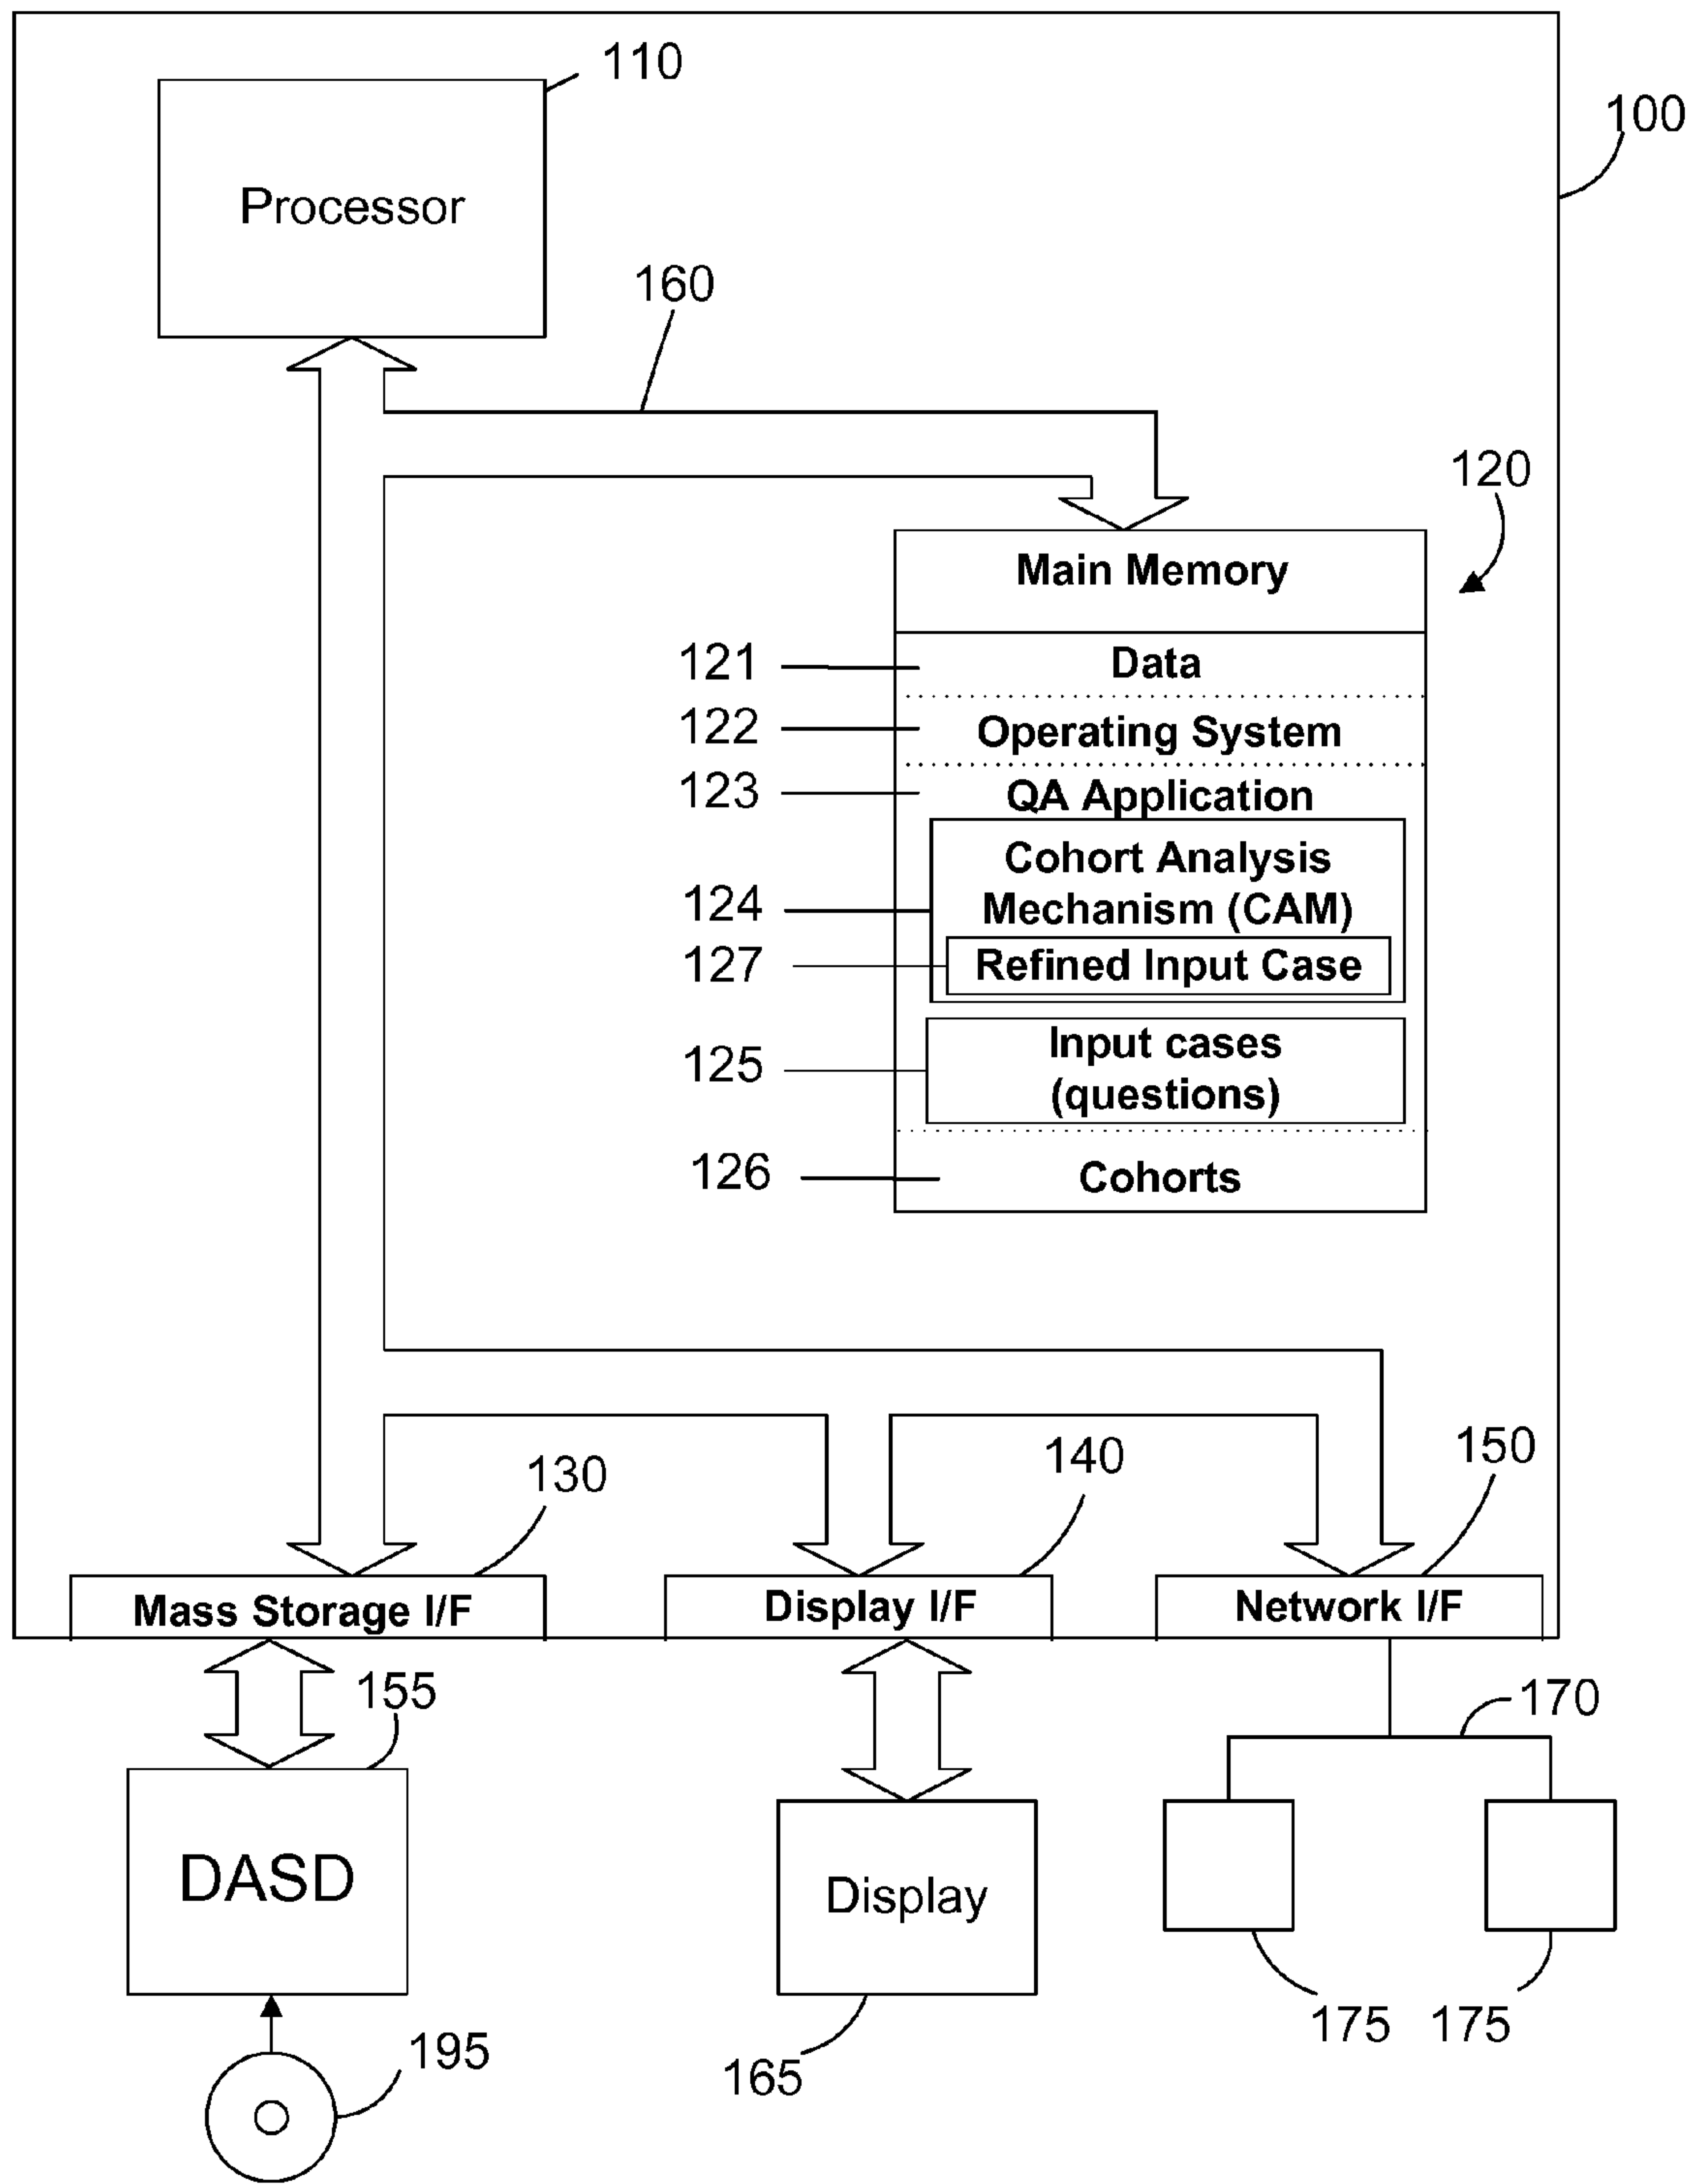 110
100
Processor
160
120
Main Memory
121
Data
122
Operating System
123
QA Application
Cohort Analysis
124
Mechanism (CAM)
127
Refined Input Case
125
Input cases
(questions)
126
Cohorts
130
140
150
Mass Storage I/F
Display I/F
Network I/F
155
170
DASD
Display
175
175
195
165